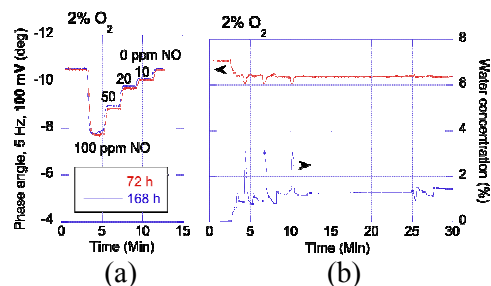 2% O2
-12
-10
-8
-6
-4
Phase angle, 5 Hz, 100 mV (deg)
0 ppm NO
10
20
50
100 ppm NO
72 h
168 h
0 5 10 15
Time (Min)
(a)
2% O2
8
6
4
2
0
Water concentration (%)
0 5 10 15 20 25 30
Time (Min)
(b)